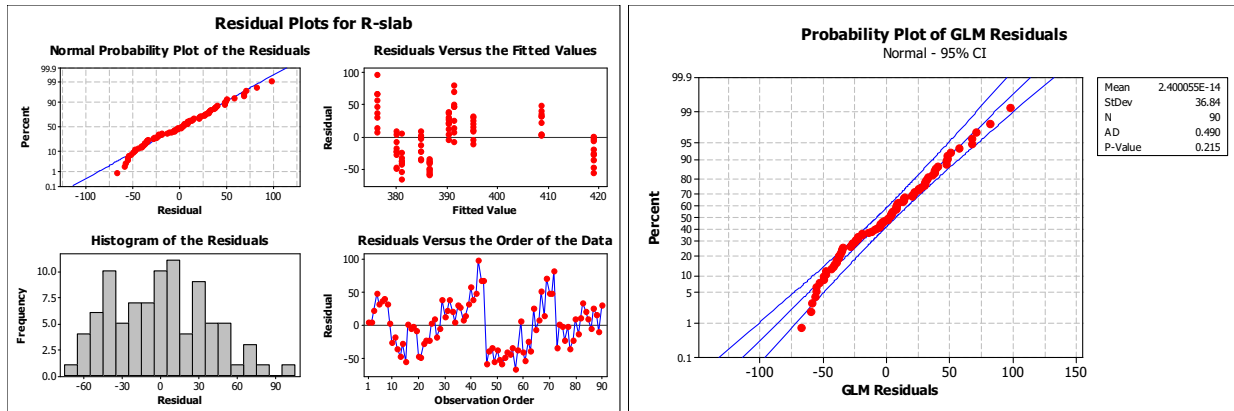 Residual Plots for R-slab
Normal Probability Plot of the Residuals
99.9
99
90
50
10
1
0.1
Percent
-100 -50 0 50 100
Residual
Residuals Versus the Fitted Values
100
50
0
-50
Residual
380 390 400 410 420
Fitted Value
Histogram of the Residuals
10.0
7.5
5.0
2.5
0.0
Frequency
-60 -30 0 30 60 90
Residual
Residuals Versus the Order of the Data
100
50
0
-50
Residual
1 10 20 30 40 50 60 70 80 90
Observation Order
Probability Plot of GLM Residuals
Normal - 95% CI
99.9
99
95
90
80
70
60
50
40
30
20
10
5
1
0.1
Percent
-100 -50 0 50 100 150
GLM Residuals
Mean 2.400055E-14
StDev 36.84
N 90
AD 0.490
P-Value 0.215